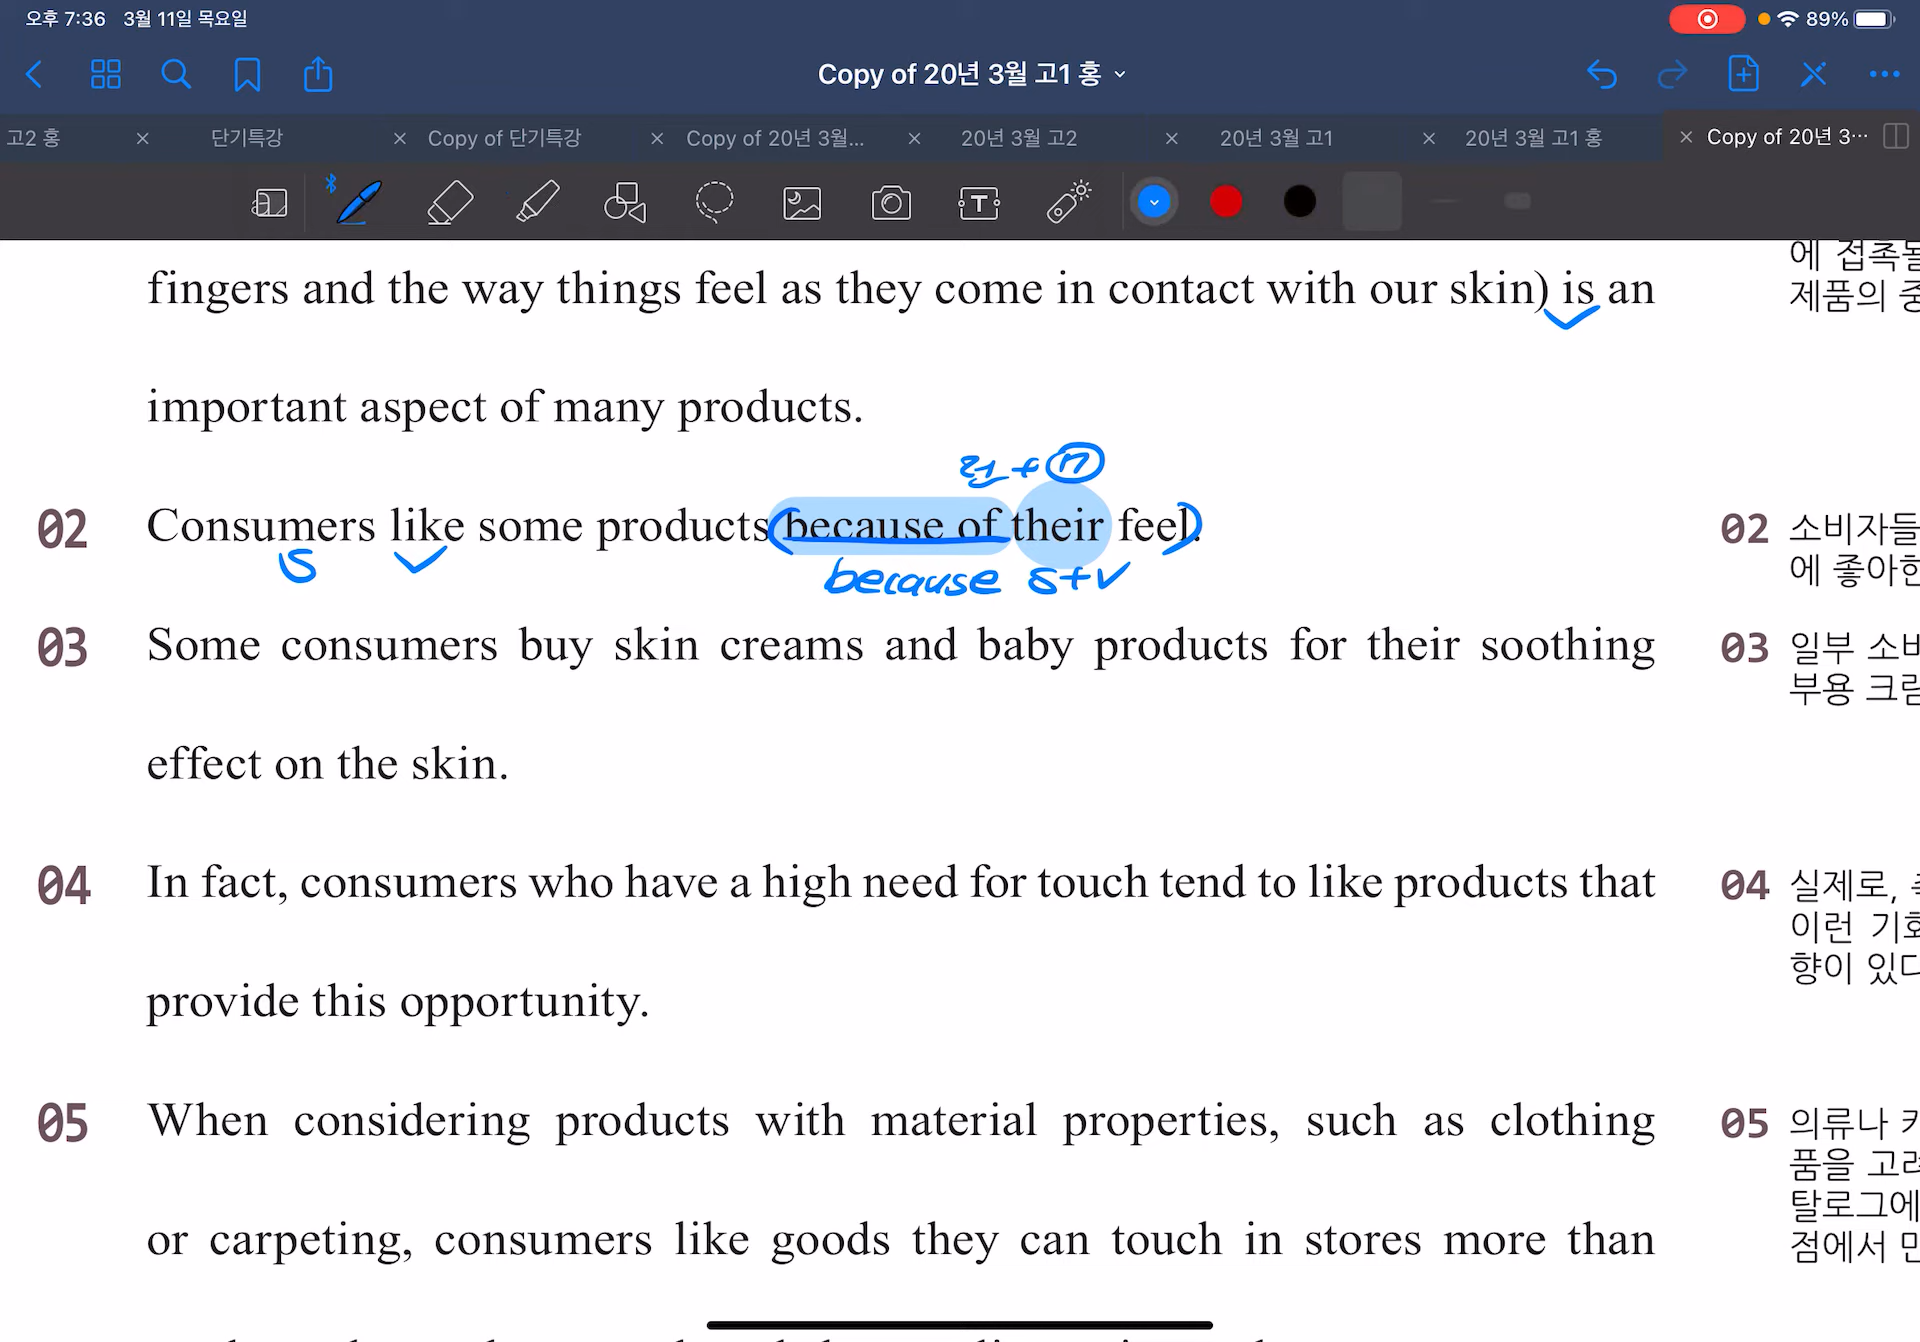 오후 7:36 3월 11일 목요일
89%
Copy of 20년 3월 고1 홍
고2 홍
단기특강
Copy of 단기특강
Copy of 20년 3월...
20년 3월 고2
20년 3월 고1
20년 3월 고1 홍
Copy of 20년 3...
fingers and the way things feel as they come in contact with our skin) is an
important aspect of many products.
전 + n
02 Consumers like some products (because of their feel).
S
because S+V
03 Some consumers buy skin creams and baby products for their soothing
effect on the skin.
04 In fact, consumers who have a high need for touch tend to like products that
provide this opportunity.
05 When considering products with material properties, such as clothing
or carpeting, consumers like goods they can touch in stores more than
에 접촉될
제품의
02 소비자들
에 좋아한
03 일부 소비
부용 크림
04 실제로,
이런 기회
향이 있다
05 의류나
품을 고려
탈로그에
점에서